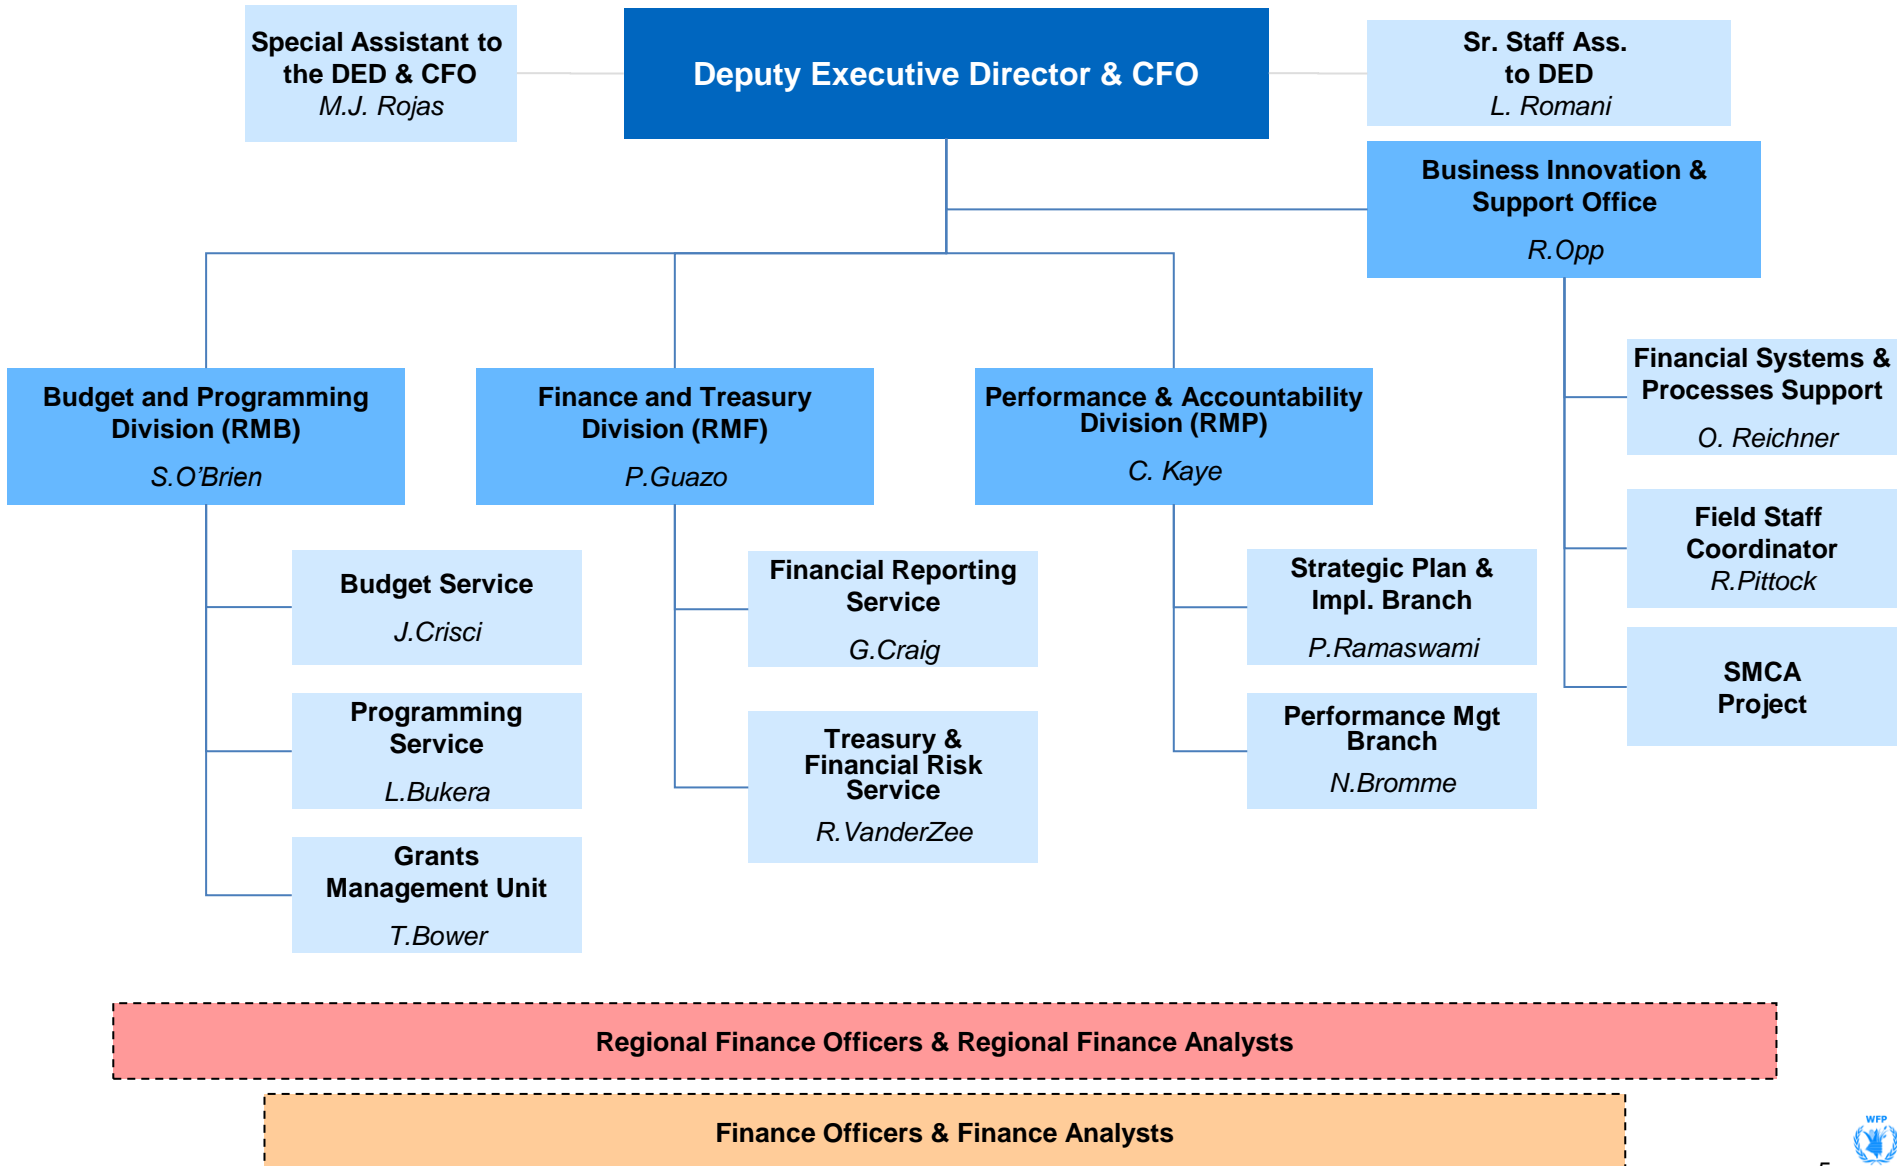 Special Assistant to
the DED & CFO
M.J. Rojas
Deputy Executive Director & CFO
Sr. Staff Ass.
to DED
L. Romani
Business Innovation &
Support Office
R.Opp
Budget and Programming
Division (RMB)
S.O’Brien
Finance and Treasury
Division (RMF)
P.Guazo
Performance & Accountability
Division (RMP)
C. Kaye
Financial Systems &
Processes Support
O. Reichner
Field Staff
Coordinator
R.Pittock
SMCA
Project
Budget Service
J.Crisci
Programming
Service
L.Bukera
Grants
Management Unit
T.Bower
Financial Reporting
Service
G.Craig
Treasury &
Financial Risk
Service
R.VanderZee
Strategic Plan &
Impl. Branch
P.Ramaswami
Performance Mgt
Branch
N.Bromme
Regional Finance Officers & Regional Finance Analysts
Finance Officers & Finance Analysts
WFP
5